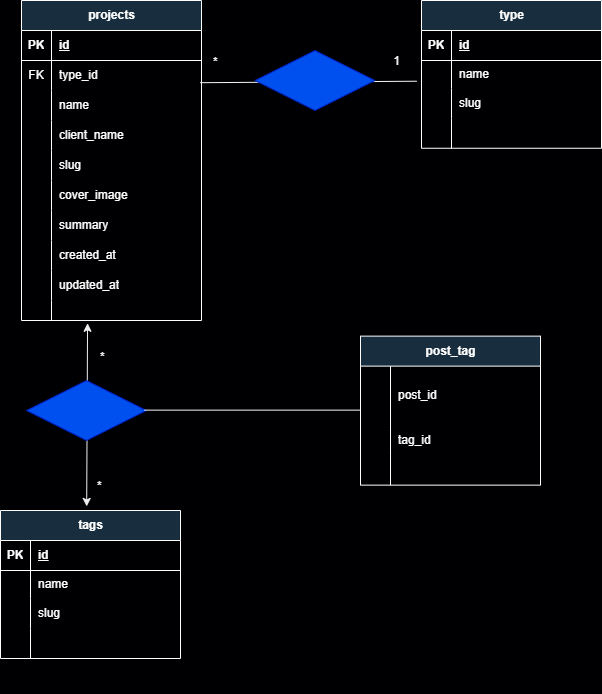 projects
PK id
FK type_id
name
client_name
slug
cover_image
summary
created_at
updated_at
* 1
type
PK id
name
slug
*
*
post_tag
post_id
tag_id
tags
PK id
name
slug